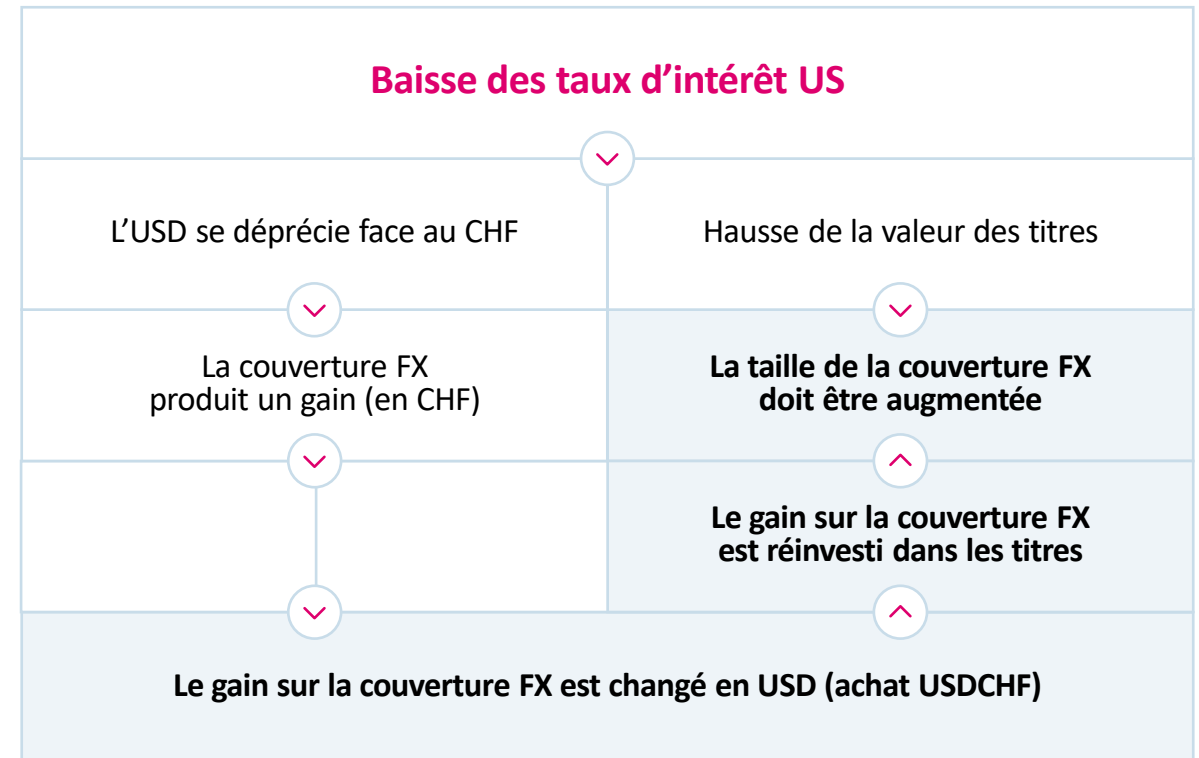 Baisse des taux d’intérêt US
L’USD se déprécie face au CHF
Hausse de la valeur des titres
La couverture FX
produit un gain (en CHF)
La taille de la couverture FX
doit être augmentée
Le gain sur la couverture FX
est réinvesti dans les titres
Le gain sur la couverture FX est changé en USD (achat USDCHF)